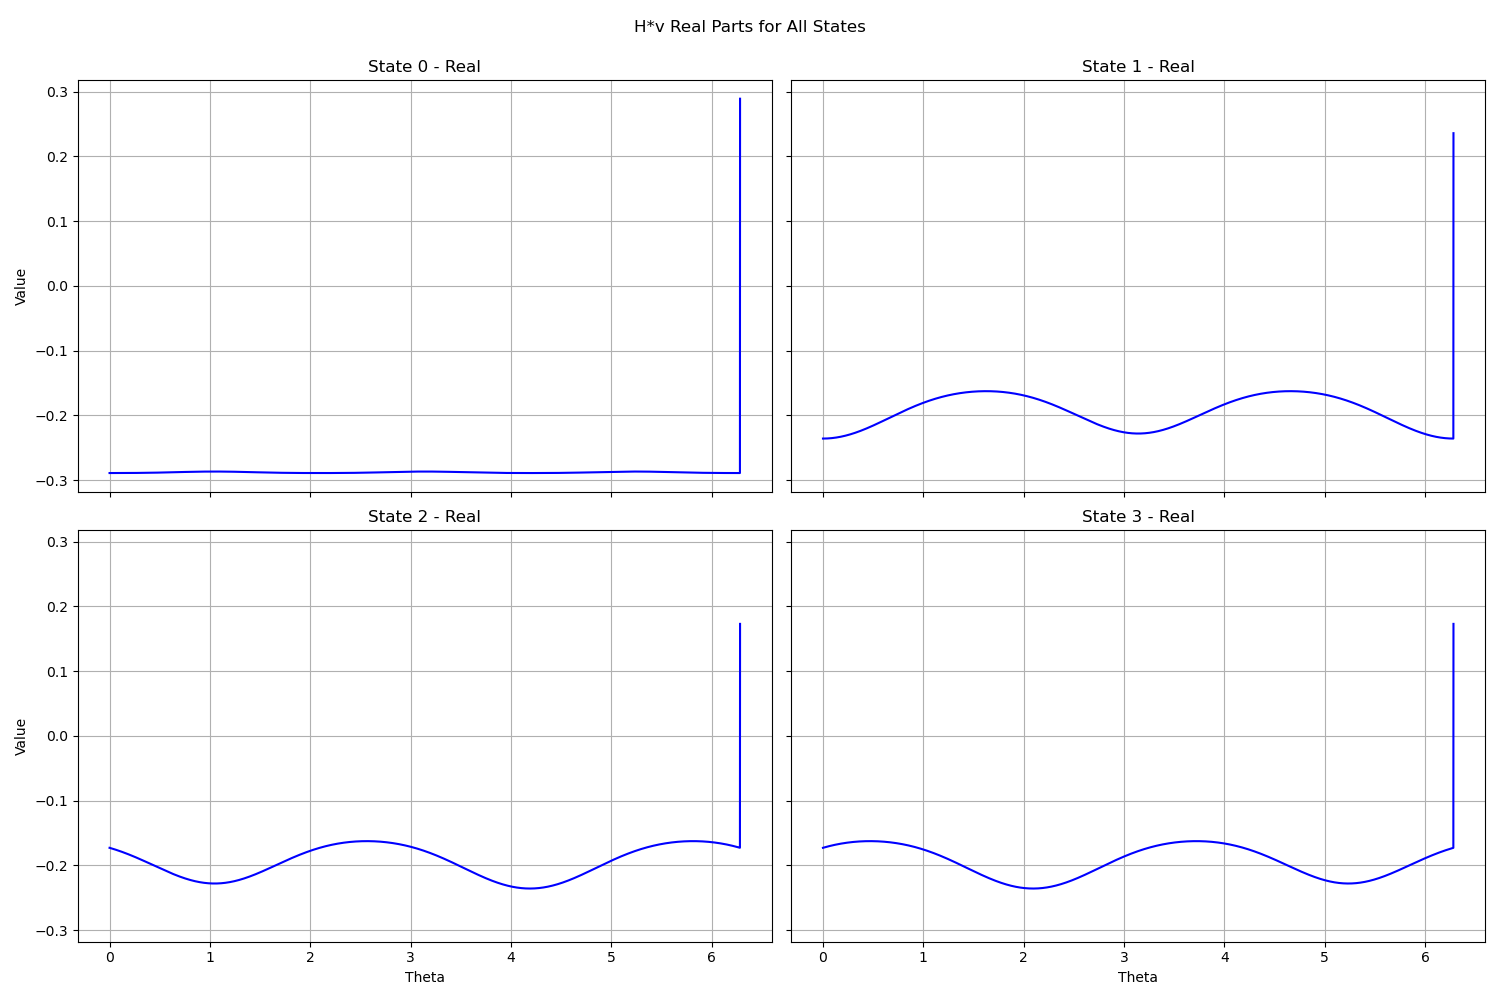 H*v Real Parts for All States
State 0 - Real
State 1 - Real
0.3
0.2
0.1
0.0
−0.1
−0.2
−0.3
Value
State 2 - Real
State 3 - Real
0.3
0.2
0.1
0.0
−0.1
−0.2
−0.3
Value
0 1 2 3 4 5 6
0 1 2 3 4 5 6
Theta
Theta